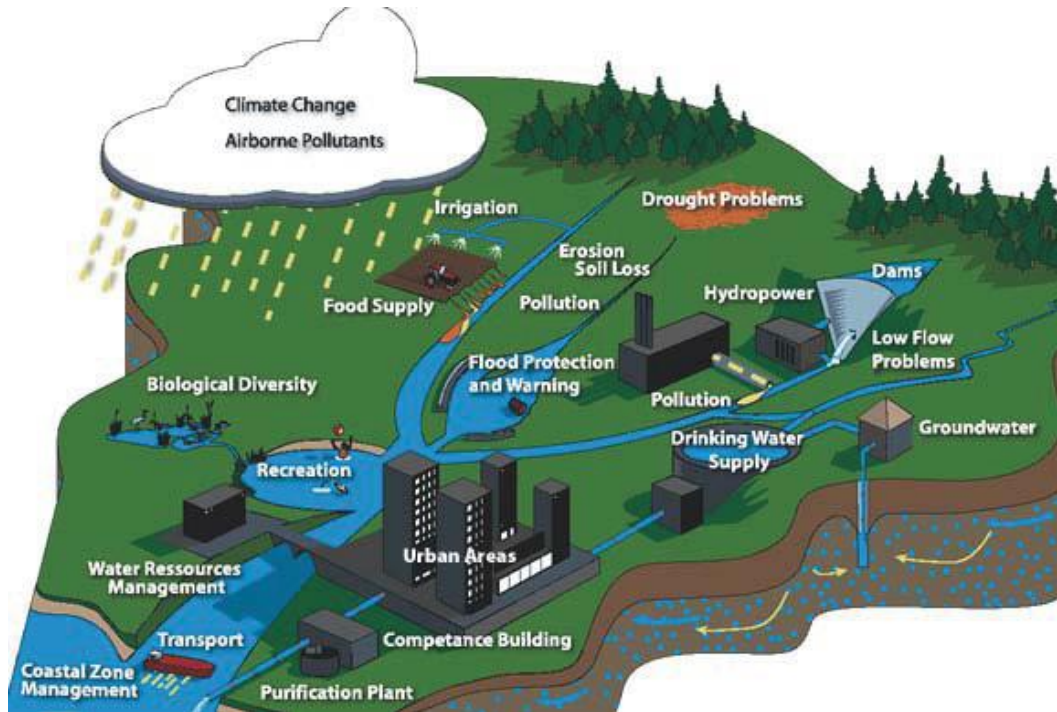 Climate Change
Airborne Pollutants
Irrigation
Drought Problems
Erosion
Soil Loss
Dams
Hydropower
Food Supply
Pollution
Low Flow
Problems
Flood Protection
and Warning
Biological Diversity
Pollution
Groundwater
Drinking Water
Supply
Recreation
Urban Areas
Water Ressources
Management
Transport
Competance Building
Coastal Zone
Management
Purification Plant